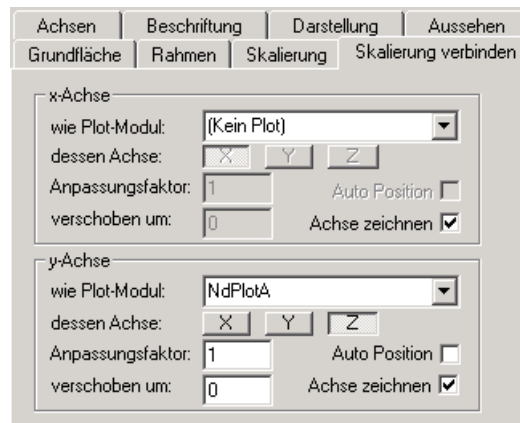 Achsen Beschriftung Darstellung Aussehen
Grundfläche Rahmen Skalierung Skalierung verbinden
x-Achse
wie Plot-Modul: (Kein Plot)
dessen Achse: X Y Z
Anpassungsfaktor: 1 Auto Position
verschoben um: 0 Achse zeichnen
y-Achse
wie Plot-Modul: NdPlotA
dessen Achse: X Y Z
Anpassungsfaktor: 1 Auto Position
verschoben um: 0 Achse zeichnen